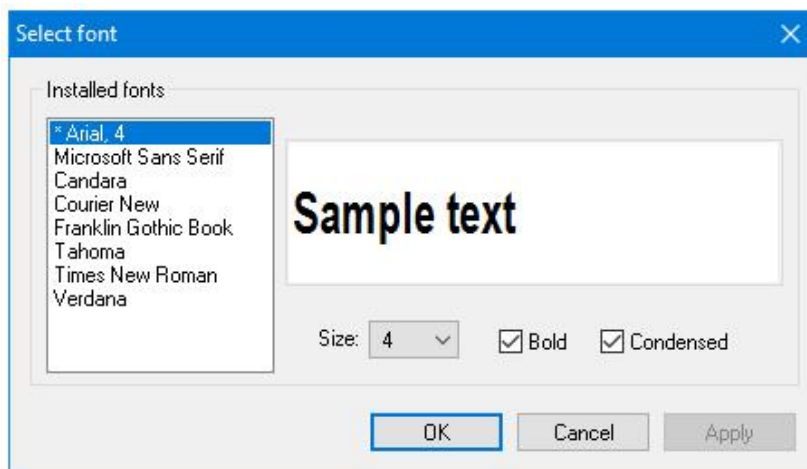 Select font
Installed fonts
* Arial, 4
Microsoft Sans Serif
Candara
Courier New
Franklin Gothic Book
Tahoma
Times New Roman
Verdana
Sample text
Size: 4 Bold Condensed
OK Cancel Apply